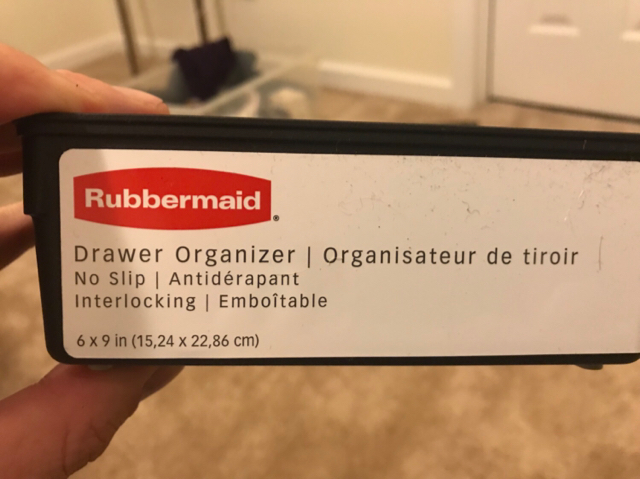 Rubbermaid®
Drawer Organizer | Organisateur de tiroir
No Slip | Antidérapant
Interlocking | Emboîtable
6 x 9 in (15,24 x 22,86 cm)